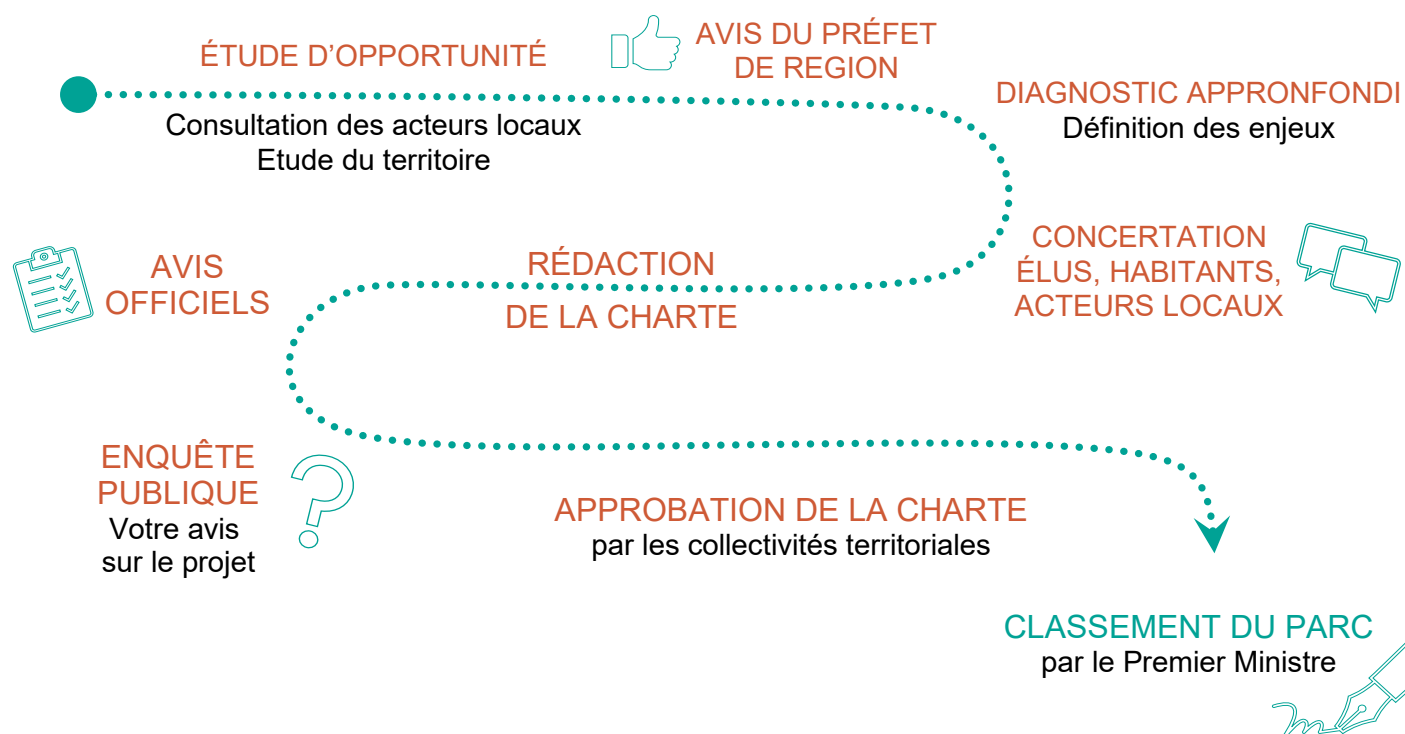 ÉTUDE D’OPPORTUNITÉ
Consultation des acteurs locaux
Etude du territoire
AVIS DU PRÉFET
DE REGION
DIAGNOSTIC APPRONFONDI
Définition des enjeux
CONCERTATION
ÉLUS, HABITANTS,
ACTEURS LOCAUX
RÉDACTION
DE LA CHARTE
AVIS
OFFICIELS
ENQUÊTE
PUBLIQUE
Votre avis
sur le projet
APPROBATION DE LA CHARTE
par les collectivités territoriales
CLASSEMENT DU PARC
par le Premier Ministre